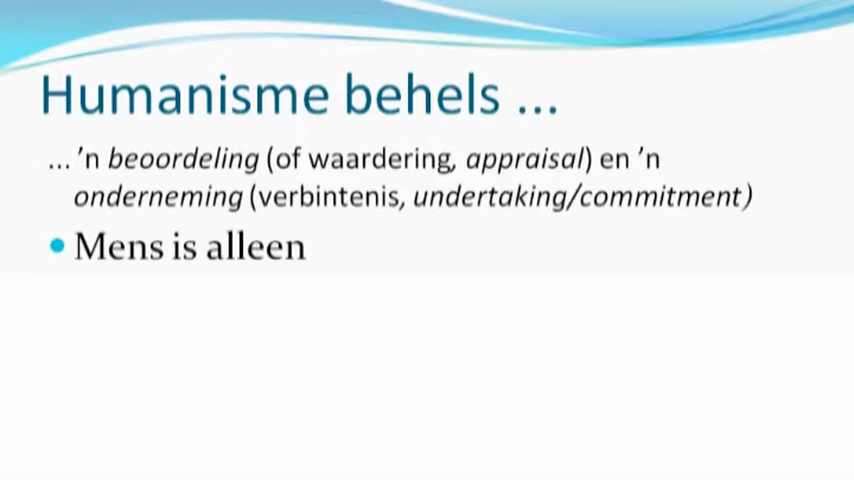 Humanisme behels ...
... ’n beoordeling (of waardering, appraisal) en ’n
onderneming (verbintenis, undertaking/commitment)
• Mens is alleen